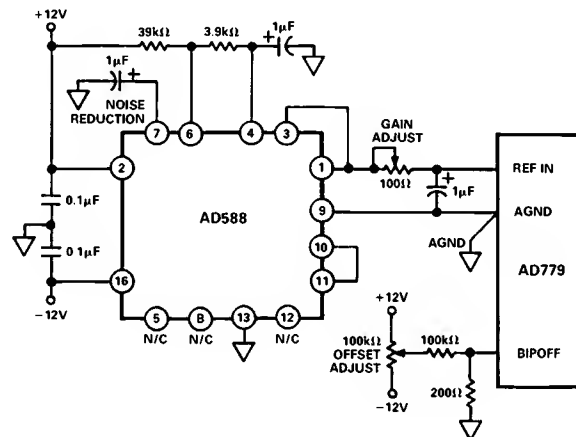 +12V
39kΩ
3.9kΩ
+
1μF
1μF
+
NOISE
REDUCTION
7
6
4
3
GAIN
ADJUST
2
1
100Ω
REF IN
+
1μF
0.1μF
AD588
9
AGND
0 1μF
10
AGND
AD779
11
16
-12V
5
8
13
12
N/C
N/C
N/C
+12V
100kΩ
OFFSET
ADJUST
100kΩ
BIPOFF
-12V
200Ω